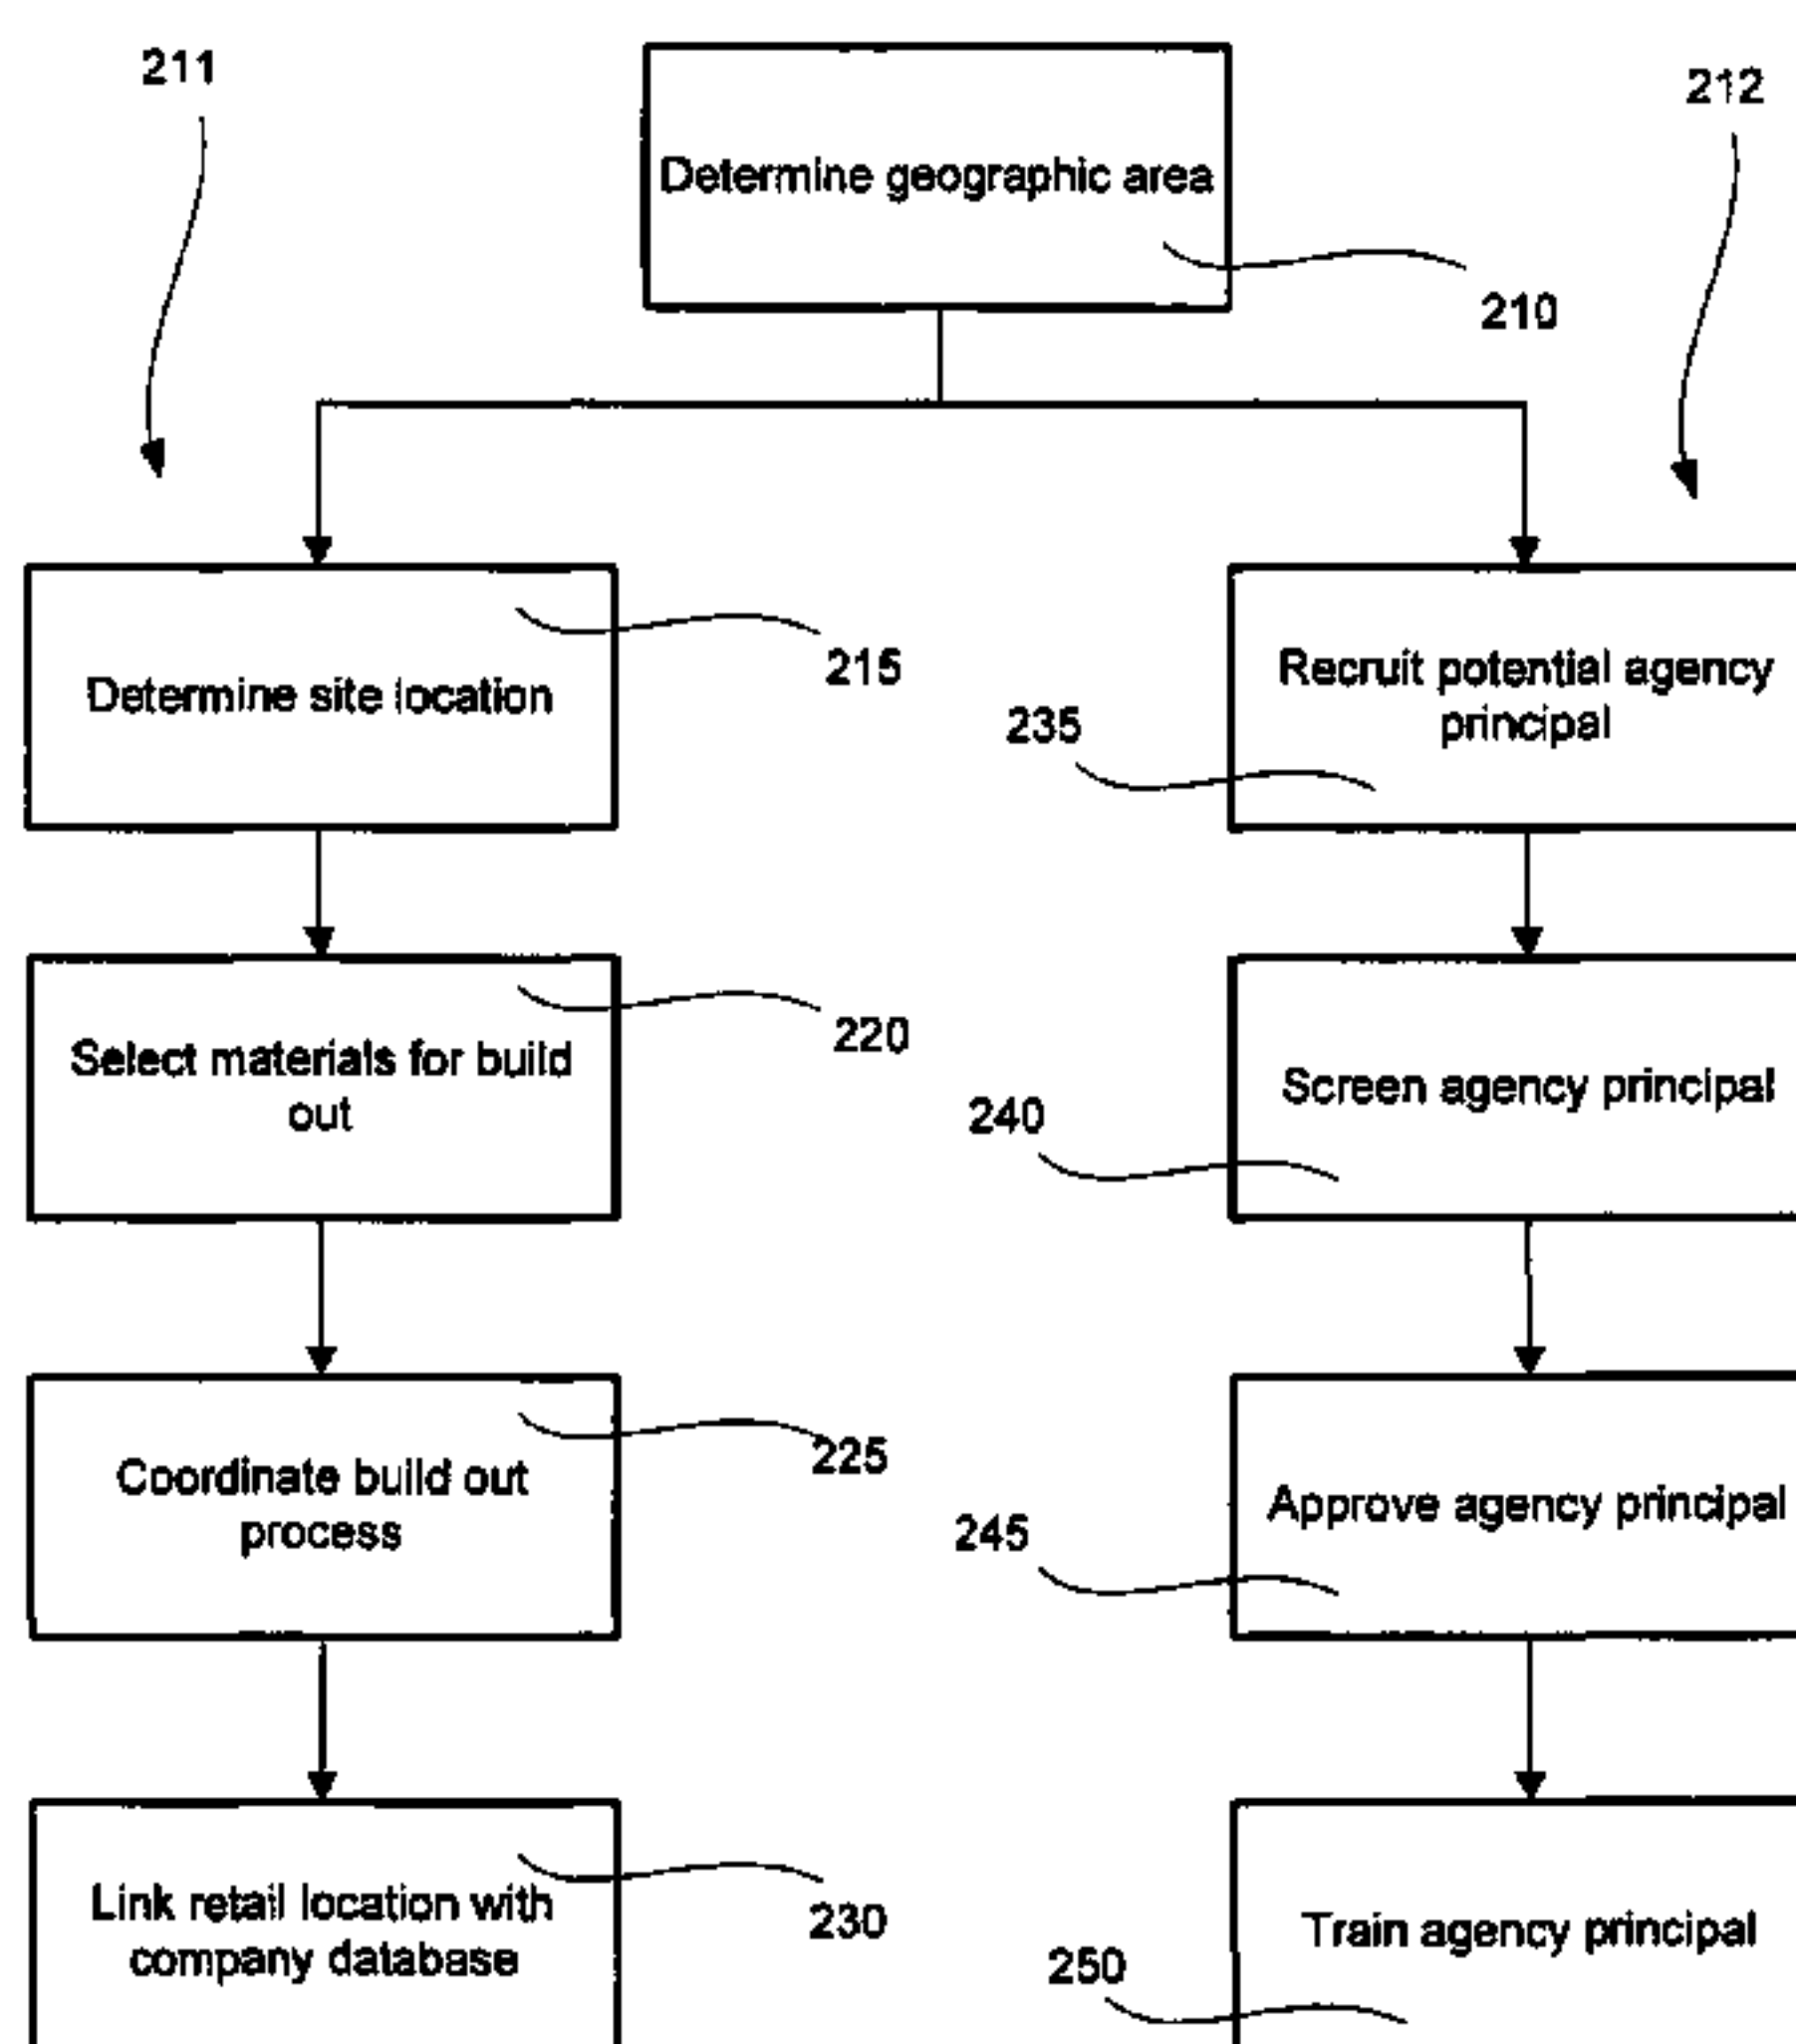 211
212
Determine geographic area
210
Determine site location
215
Recruit potential agency
principal
235
Select materials for build
out
220
Screen agency principal
240
Coordinate build out
process
225
Approve agency principal
245
Link retail location with
company database
230
Train agency principal
250